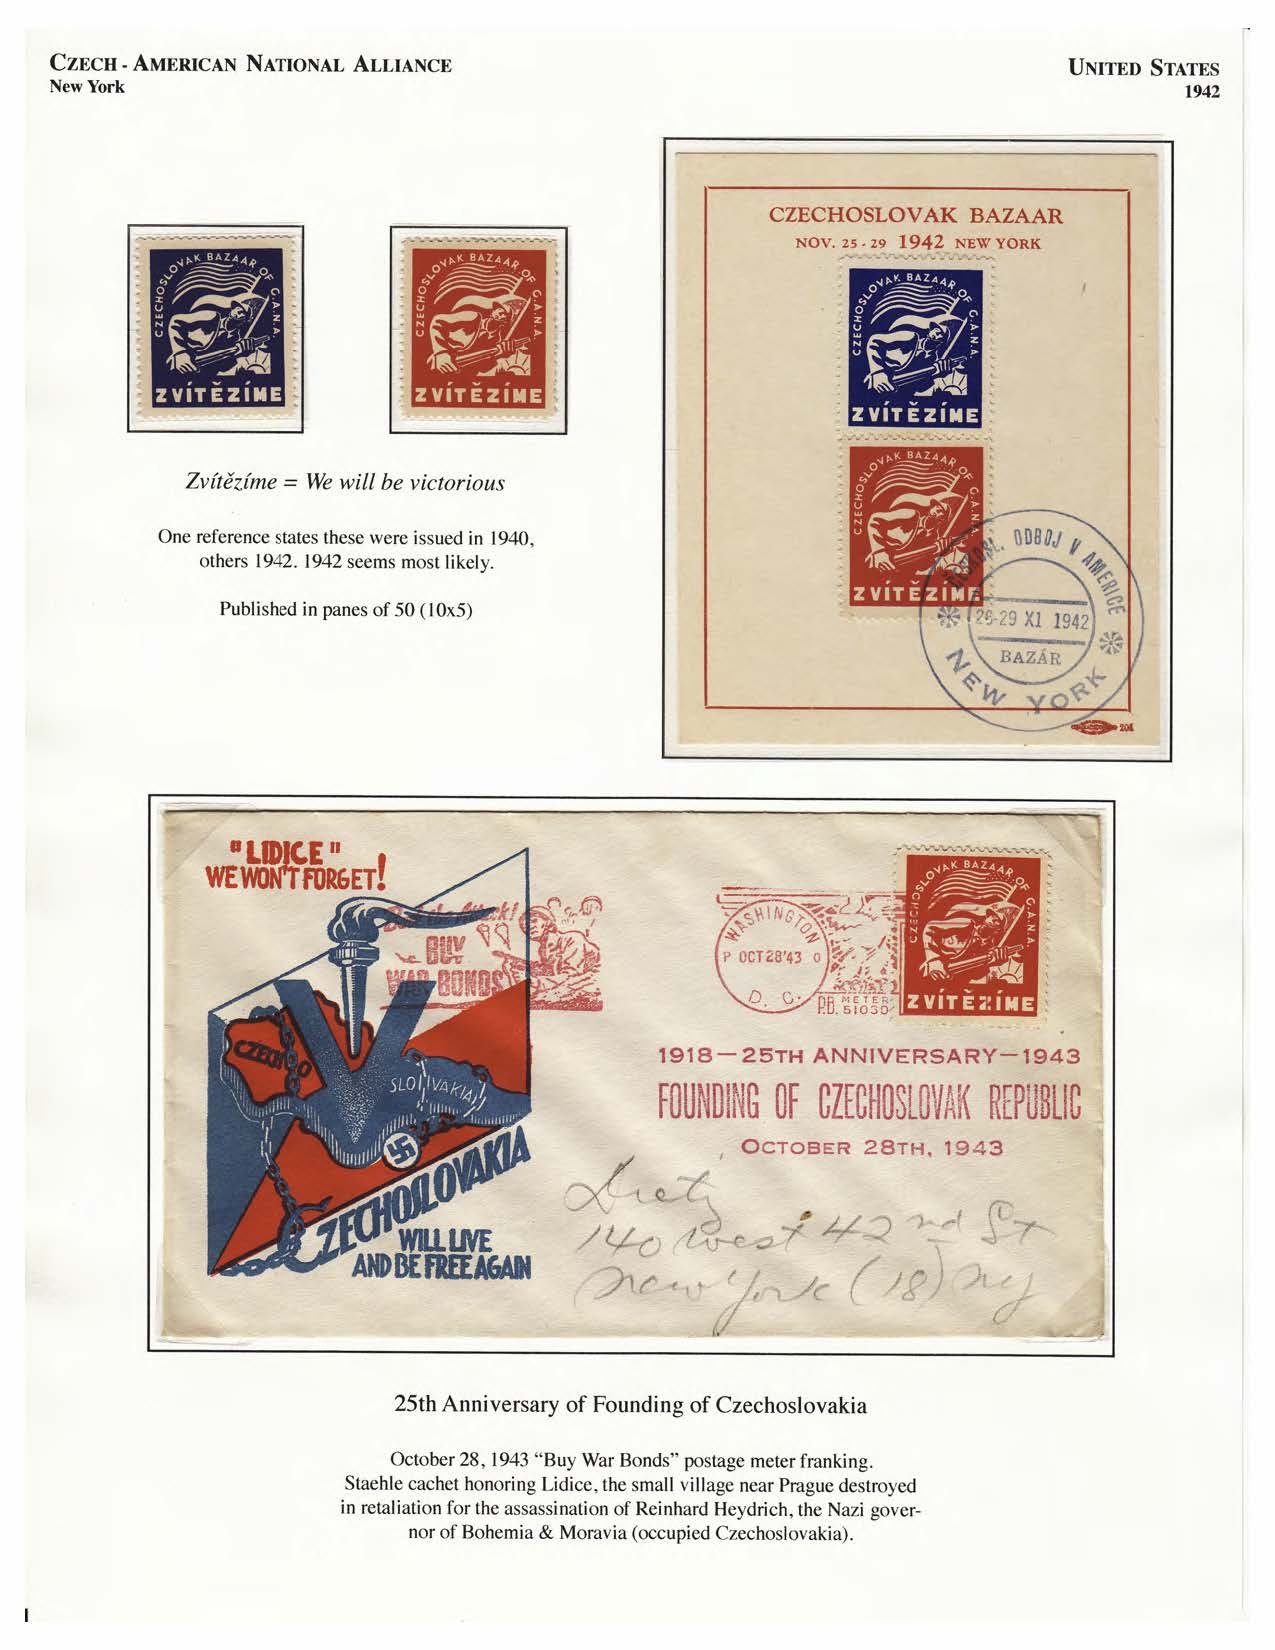 CZECH - AMERICAN NATIONAL ALLIANCE
New York
UNITED STATES
1942
CZECHOSLOVAK BAZAAR OF C.A.N.A.
ZVÍTĚZÍME
CZECHOSLOVAK BAZAAR OF C.A.N.A.
ZVÍTĚZÍME
Zvítězíme = We will be victorious
One reference states these were issued in 1940,
others 1942. 1942 seems most likely.
Published in panes of 50 (10x5)
CZECHOSLOVAK BAZAAR
NOV. 25 - 29 1942 NEW YORK
CZECHOSLOVAK BAZAAR OF C.A.N.A.
ZVÍTĚZÍME
CZECHOSLOVAK BAZAAR OF C.A.N.A.
ZVÍTĚZÍME
ODBOJ V AMERICE
-29 XI 1942
BAZÁR
NEW YORK
204
"LIDICE"
WE WON'T FORGET!
BUY
WAR BONDS
CZECHO
SLOVAKIA
CZECHOSLOVAKIA
WILL LIVE
AND BE FREE AGAIN
WASHINGTON
P OCT 28 '43 O
D. C.
P.B. METER
51030
CZECHOSLOVAK BAZAAR OF C.A.N.A.
ZVÍTĚZÍME
1918—25TH ANNIVERSARY—1943
FOUNDING OF CZECHOSLOVAK REPUBLIC
OCTOBER 28TH, 1943
Dietz
140 West 42nd St
New York (18) NY
25th Anniversary of Founding of Czechoslovakia
October 28, 1943 “Buy War Bonds” postage meter franking.
Staehle cachet honoring Lidice, the small village near Prague destroyed
in retaliation for the assassination of Reinhard Heydrich, the Nazi gover-
nor of Bohemia & Moravia (occupied Czechoslovakia).